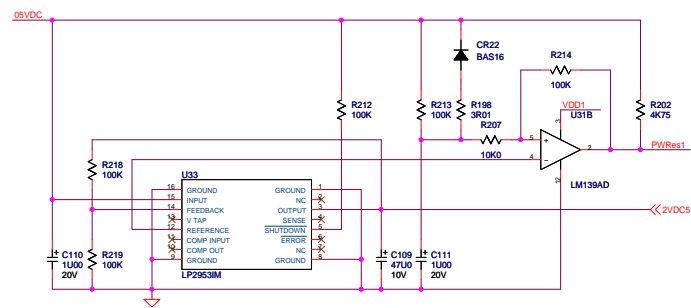 05VDC
CR22
BAS16
R214
100K
R212
100K
R213
100K
R198
3R01
R207
10K0
VDD1
U31B
3
5
+
4
-
2
12
LM139AD
R202
4K75
PWRes1
R218
100K
R219
100K
U33
16 GROUND GROUND 1
15 INPUT NC 2
14 FEEDBACK OUTPUT 3
13 V TAP SENSE 4
12 REFERENCE SHUTDOWN 5
11 COMP INPUT ERROR 6
10 COMP OUT NC 7
9 GROUND GROUND 8
LP2953IM
2VDC5
C110
1U00
20V
C109
47U0
10V
C111
1U00
20V